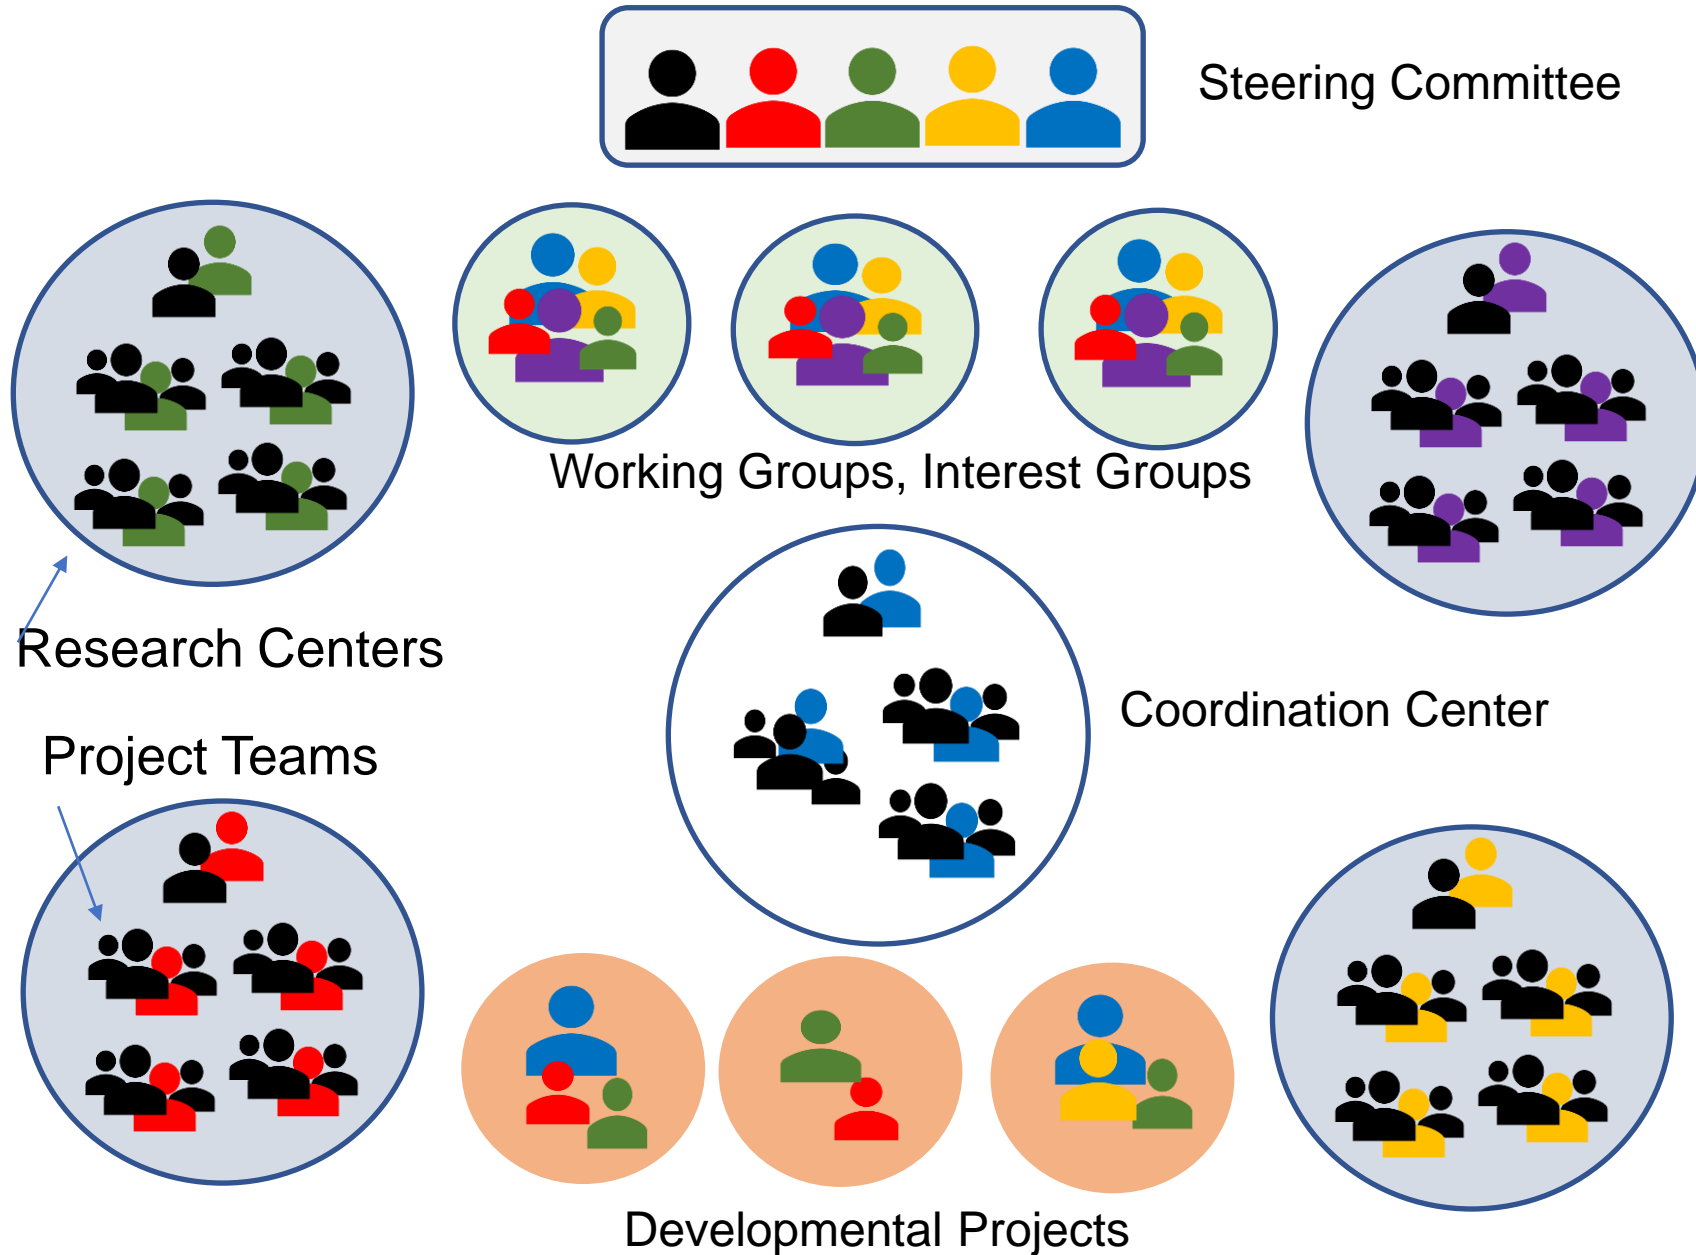 Steering Committee
Working Groups, Interest Groups
Research Centers
Coordination Center
Project Teams
Developmental Projects